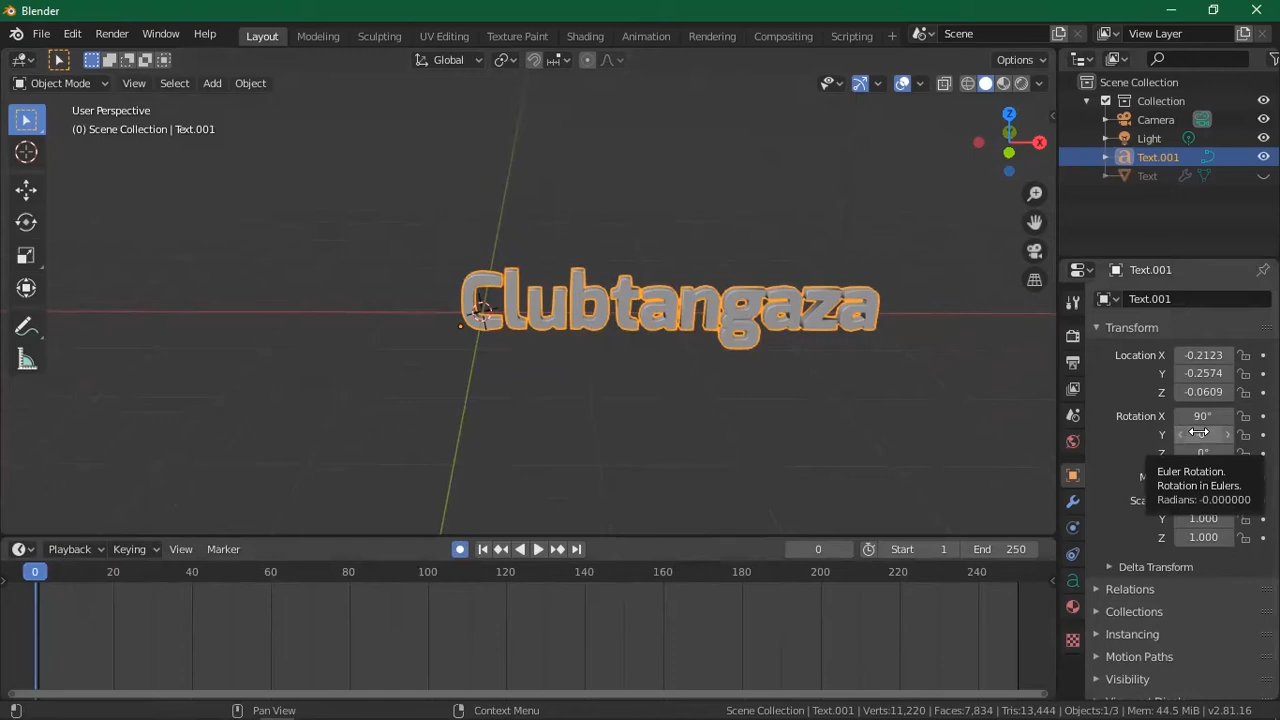 Blender
File Edit Render Window Help Layout Modeling Sculpting UV Editing Texture Paint Shading Animation Rendering Compositing Scripting + Scene View Layer
Global Options
Object Mode View Select Add Object
User Perspective
(0) Scene Collection | Text.001
Z
X
Clubtangaza
Scene Collection
Collection
Camera
Light
Text.001
Text
Text.001
Text.001
Transform
Location X -0.2123
Y -0.2574
Z -0.0609
Rotation X 90°
Y
0°
Euler Rotation.
Rotation in Eulers.
Radians: -0.000000
M
Sca
Y 1.000
Z 1.000
Delta Transform
Relations
Collections
Instancing
Motion Paths
Visibility
Playback Keying View Marker 0 Start 1 End 250
0 20 40 60 80 100 120 140 160 180 200 220 240
Pan View Context Menu Scene Collection | Text.001 | Verts:11,220 | Faces:7,834 | Tris:13,444 | Objects:1/3 | Mem: 44.5 MiB | v2.81.16